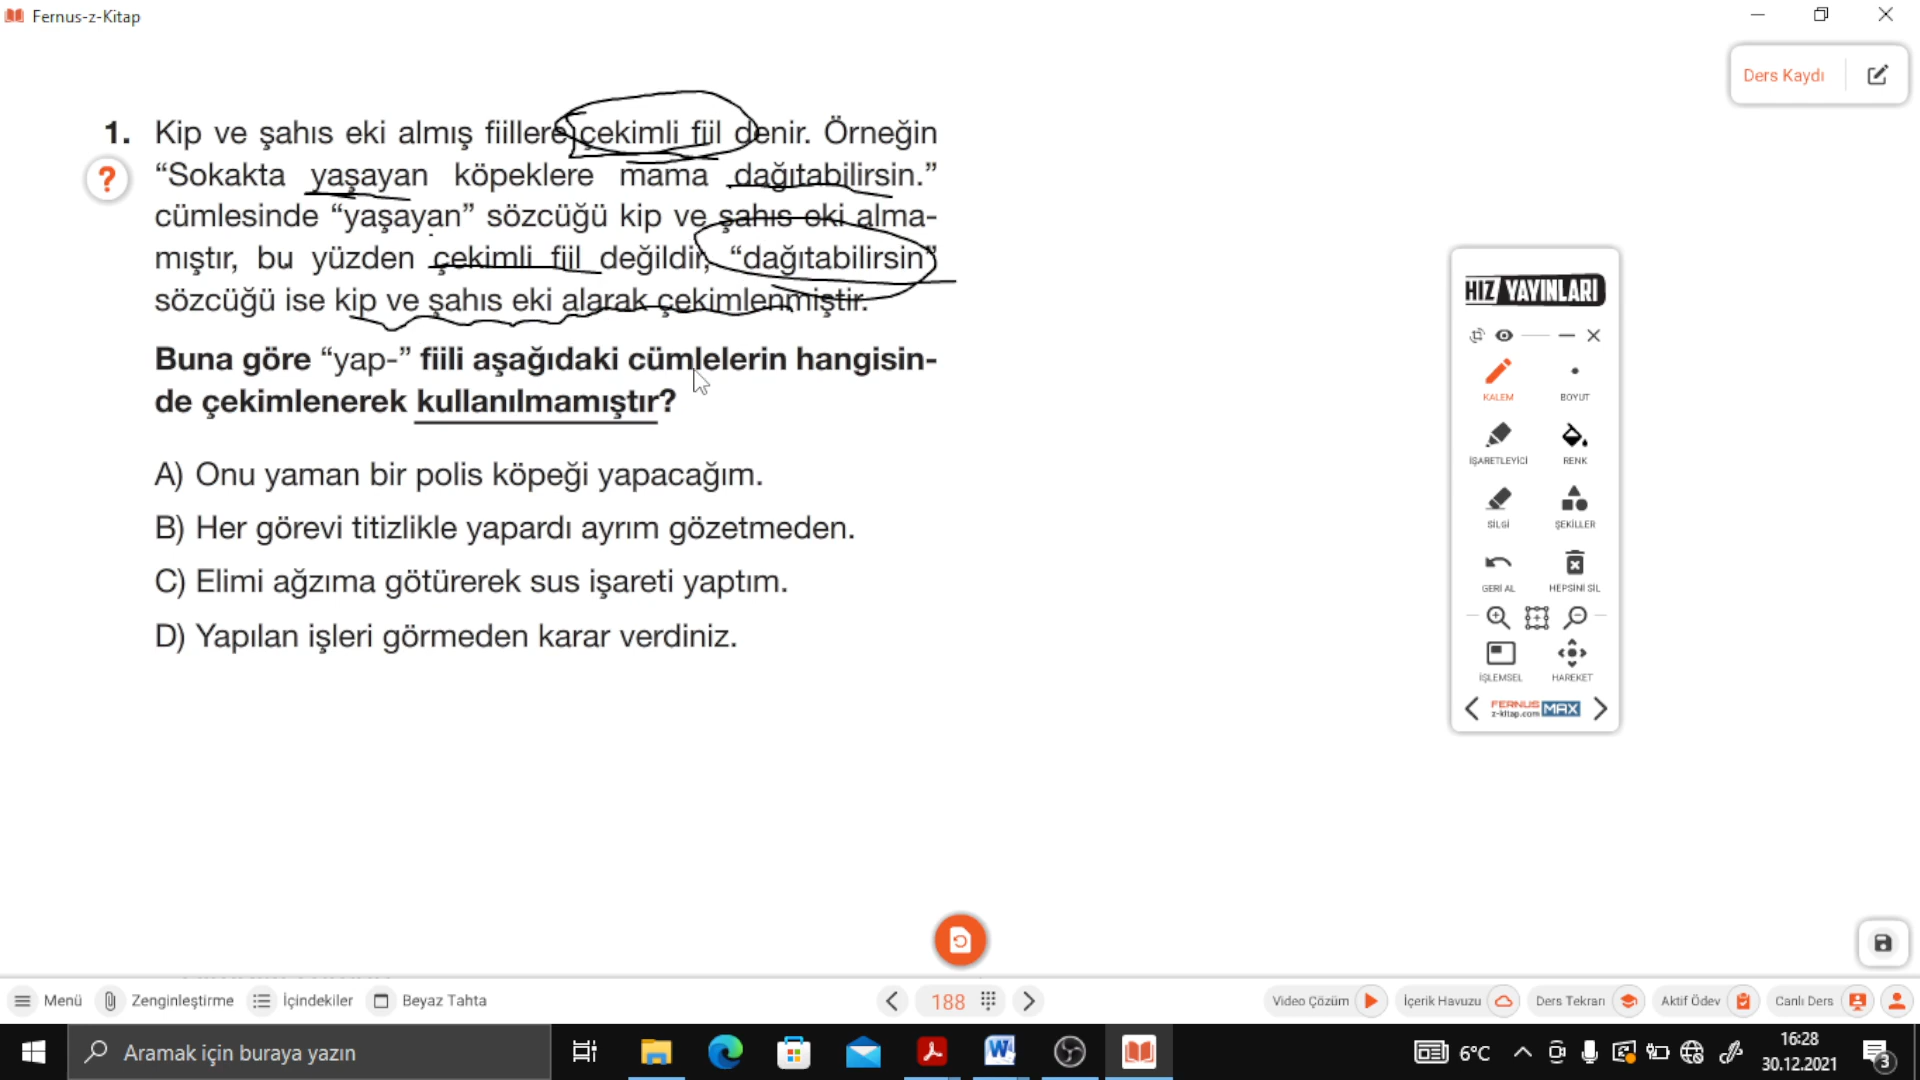 Fernus-z-Kitap
Ders Kaydı
1. Kip ve şahıs eki almış fiillere çekimli fiil denir. Örneğin
“Sokakta yaşayan köpeklere mama dağıtabilirsin.”
cümlesinde “yaşayan” sözcüğü kip ve şahıs eki alma-
mıştır, bu yüzden çekimli fiil değildir, “dağıtabilirsin”
sözcüğü ise kip ve şahıs eki alarak çekimlenmiştir.
Buna göre “yap-” fiili aşağıdaki cümlelerin hangisin-
de çekimlenerek kullanılmamıştır?
A) Onu yaman bir polis köpeği yapacağım.
B) Her görevi titizlikle yapardı ayrım gözetmeden.
C) Elimi ağzıma götürerek sus işareti yaptım.
D) Yapılan işleri görmeden karar verdiniz.
HIZ YAYINLARI
KALEM BOYUT
İŞARETLEYİCİ RENK
SİLGİ ŞEKİLLER
GERİ AL HEPSİNİ SİL
İŞLEMSEL HAREKET
FERNUS
z-kitap.com MAX
Menü Zenginleştirme İçindekiler Beyaz Tahta 188 Video Çözüm İçerik Havuzu Ders Tekrarı Aktif Ödev Canlı Ders
Aramak için buraya yazın
6°C
16:28
30.12.2021
3